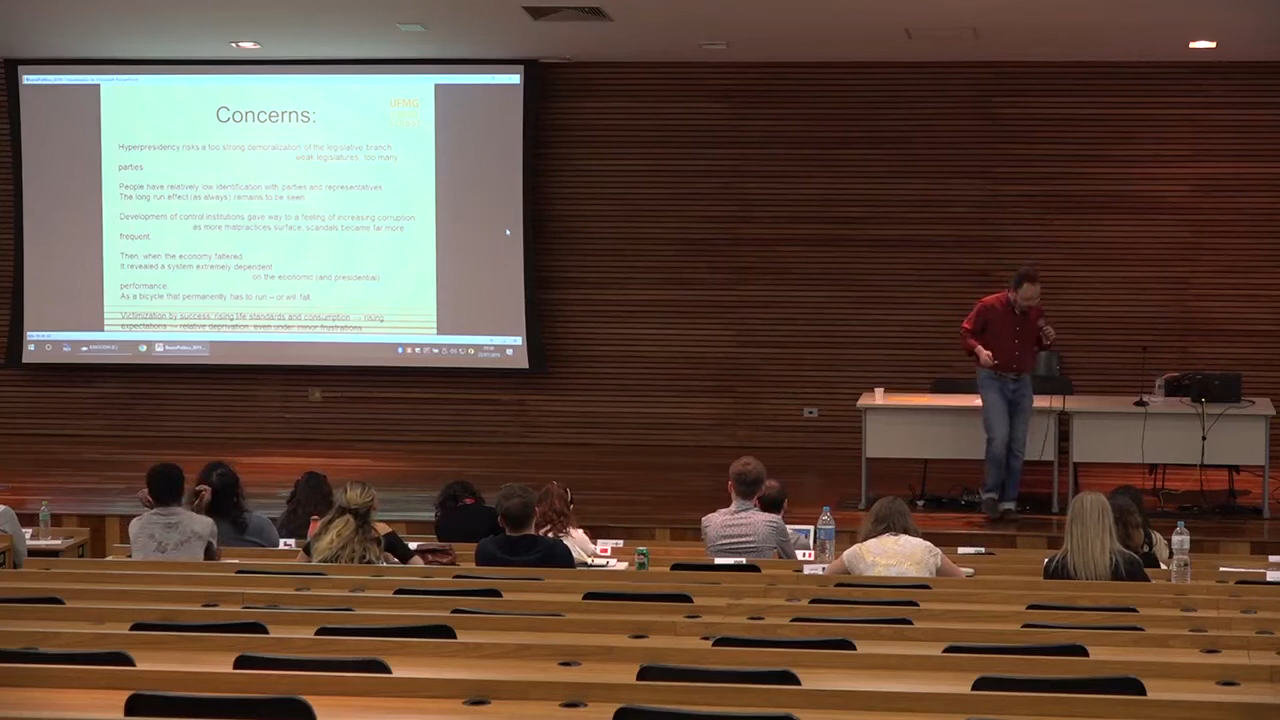 Concerns:
UFMG
Hyperpresidency risks a too strong demoralization of the legislative branch
weak legislatures, too many
parties
People have relatively low identification with parties and representatives
The long run effect (as always) remains to be seen
Development of control institutions gave way to a feeling of increasing corruption
as more malpractices surface, scandals became far more
frequent.
Then, when the economy faltered
It revealed a system extremely dependent
on the economic (and presidential)
performance.
As a bicycle that permanently has to run – or will fall.
Victimization by success, rising life standards and consumption → rising
expectations → relative deprivation, even under minor frustrations